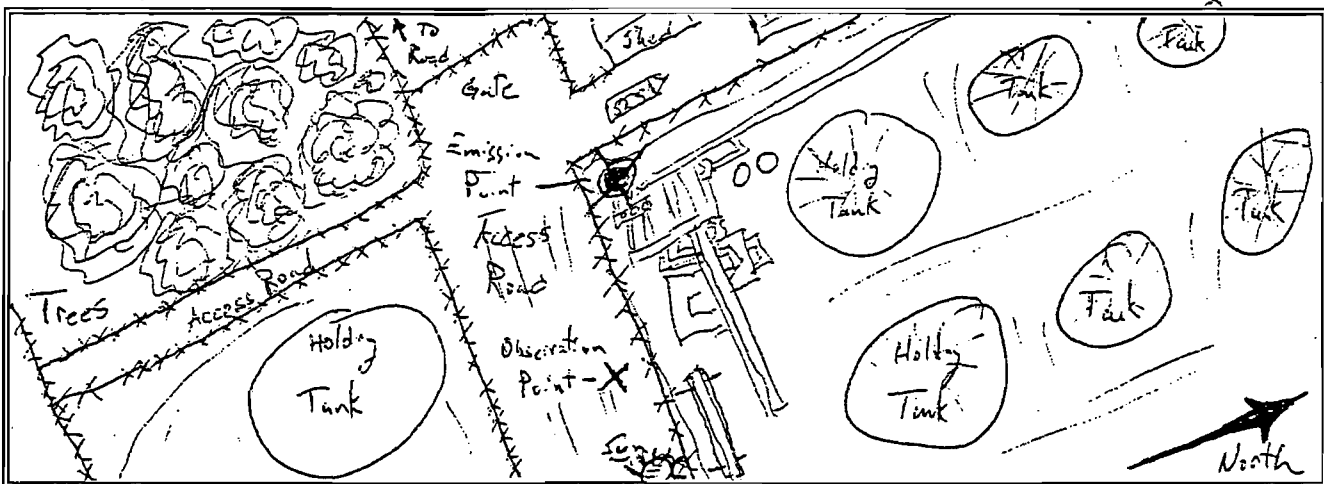 To
Road
Gate
Shed
Emission
Point
Access
Road
Trees
Access Road
Holding
Tank
Observation
Point - X
Holding
Tank
Holding
Tank
Tank
Tank
Tank
Tank
North